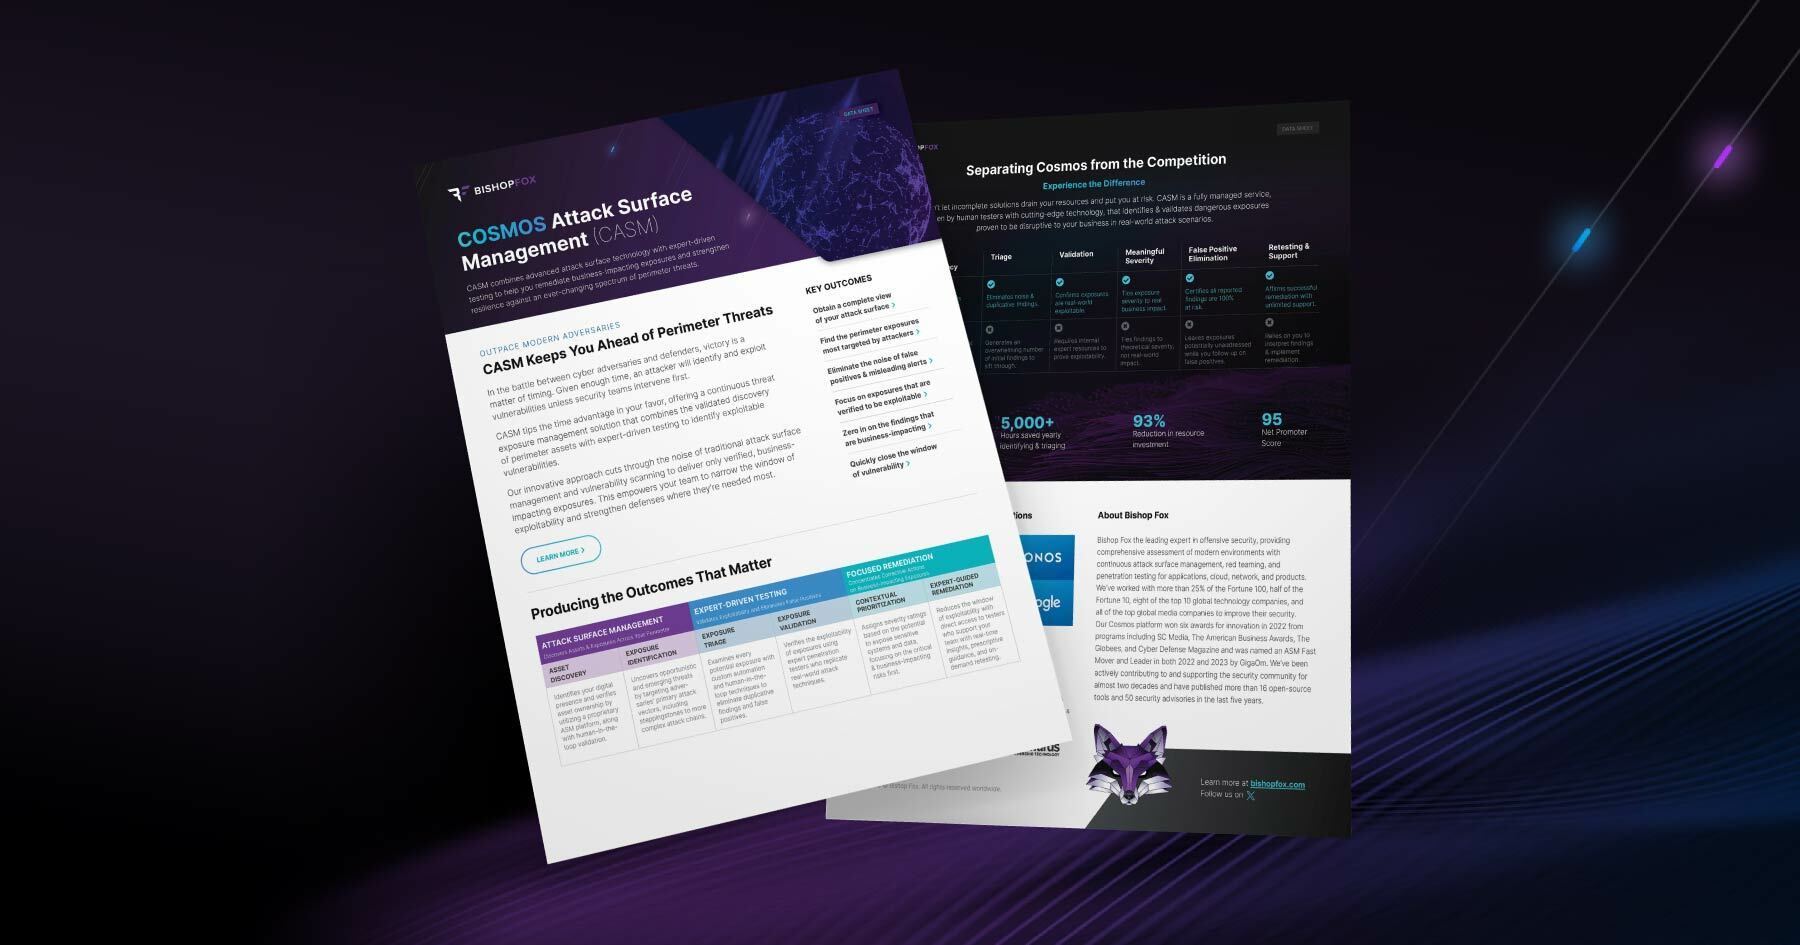 DATA SHEET
BISHOPFOX
COSMOS Attack Surface
Management (CASM)
CASM combines advanced attack surface technology with expert-driven
testing to help you remediate business-impacting exposures and strengthen
resilience against an ever-changing spectrum of perimeter threats.
OUTPACE MODERN ADVERSARIES
CASM Keeps You Ahead of Perimeter Threats
In the battle between cyber adversaries and defenders, victory is a
matter of timing. Given enough time, an attacker will identify and exploit
vulnerabilities unless security teams intervene first.
CASM tips the time advantage in your favor, offering a continuous threat
exposure management solution that combines the validated discovery
of perimeter assets with expert-driven testing to identify exploitable
vulnerabilities.
Our innovative approach cuts through the noise of traditional attack surface
management and vulnerability scanning to deliver only verified, business-
impacting exposures. This empowers your team to narrow the window of
exploitability and strengthen defenses where they're needed most.
LEARN MORE >
KEY OUTCOMES
Obtain a complete view
of your attack surface >
Find the perimeter exposures
most targeted by attackers >
Eliminate the noise of false
positives & misleading alerts >
Focus on exposures that are
verified to be exploitable >
Zero in on the findings that
are business-impacting >
Quickly close the window
of vulnerability >
Producing the Outcomes That Matter
ATTACK SURFACE MANAGEMENT
Discovers Assets & Exposures Across Your Perimeter
EXPERT-DRIVEN TESTING
Validates Exploitability and Eliminates False Positives
FOCUSED REMEDIATION
Concentrates Corrective Actions
on Business-Impacting Exposures
ASSET
DISCOVERY
Identifies your digital
presence and verifies
asset ownership by
utilizing a proprietary
ASM platform, along
with human-in-the-
loop validation.
EXPOSURE
IDENTIFICATION
Uncovers opportunistic
and emerging threats
by targeting adver-
saries' primary attack
vectors, including
steppingstones to more
complex attack chains.
EXPOSURE
TRIAGE
Examines every
potential exposure with
custom automation
and human-in-the-
loop techniques to
eliminate duplicative
findings and false
positives.
EXPOSURE
VALIDATION
Verifies the exploitability
of exposures using
expert penetration
testers who replicate
real-world attack
techniques.
CONTEXTUAL
PRIORITIZATION
Assigns severity ratings
based on the potential
to expose sensitive
systems and data,
focusing on the critical
& business-impacting
risks first.
EXPERT-GUIDED
REMEDIATION
Reduces the window
of exploitability with
direct access to testers
who support your
team with real-time
insights, prescriptive
guidance, and on-
demand retesting.
DATA SHEET
PFOX
Separating Cosmos from the Competition
Experience the Difference
't let incomplete solutions drain your resources and put you at risk. CASM is a fully managed service,
en by human testers with cutting-edge technology, that identifies & validates dangerous exposures
proven to be disruptive to your business in real-world attack scenarios.
cy
Triage
Eliminates noise &
duplicative findings.
Generates an
overwhelming number
of initial findings to
sift through.
Validation
Confirms exposures
are real-world
exploitable.
Requires internal
expert resources to
prove exploitability.
Meaningful
Severity
Ties exposure
severity to real
business impact.
Ties findings to
theoretical severity,
not real-world
impact.
False Positive
Elimination
Certifies all reported
findings are 100%
at risk.
Leaves exposures
potentially unaddressed
while you follow up on
false positives.
Retesting &
Support
Affirms successful
remediation with
unlimited support.
Relies on you to
interpret findings
& implement
remediation.
5,000+
Hours saved yearly
identifying & triaging
93%
Reduction in resource
investment
95
Net Promoter
Score
tions
ONOS
ogle
About Bishop Fox
Bishop Fox the leading expert in offensive security, providing
comprehensive assessment of modern environments with
continuous attack surface management, red teaming, and
penetration testing for applications, cloud, network, and products.
We've worked with more than 25% of the Fortune 100, half of the
Fortune 10, eight of the top 10 global technology companies, and
all of the top global media companies to improve their security.
Our Cosmos platform won six awards for innovation in 2022 from
programs including SC Media, The American Business Awards, The
Globees, and Cyber Defense Magazine and was named an ASM Fast
Mover and Leader in both 2022 and 2023 by GigaOm. We've been
actively contributing to and supporting the security community for
almost two decades and have published more than 16 open-source
tools and 50 security advisories in the last five years.
Bishop Fox. All rights reserved worldwide.
Learn more at bishopfox.com
Follow us on X